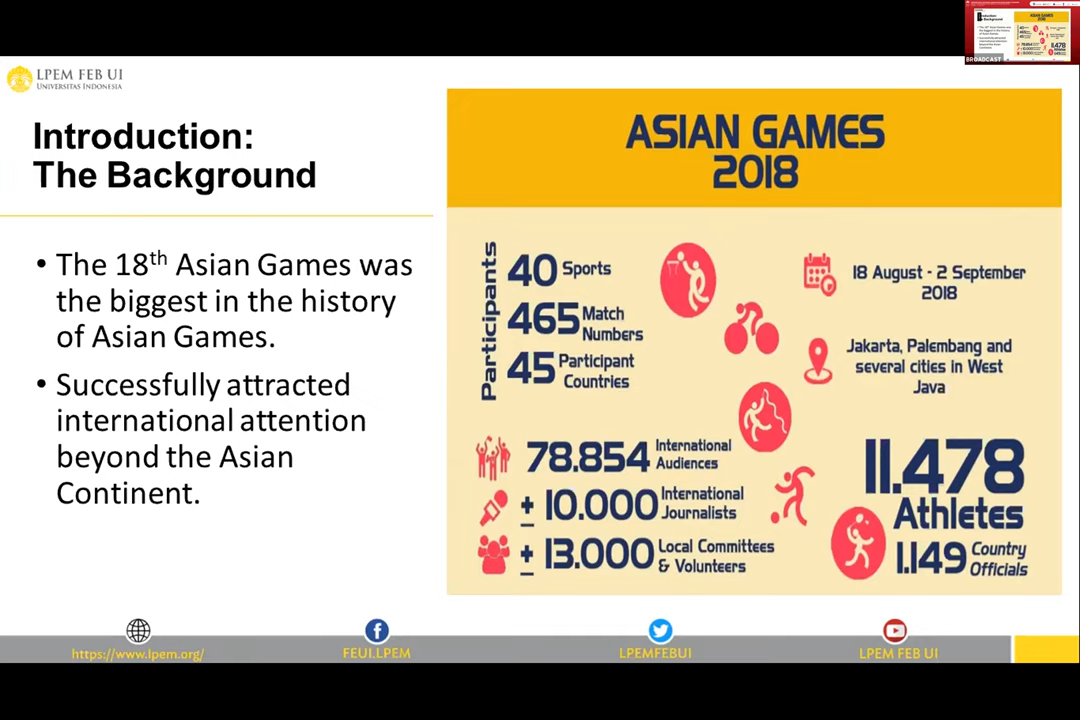 LPEM FEB UI
UNIVERSITAS INDONESIA
Introduction:
The Background
• The 18th Asian Games was
the biggest in the history
of Asian Games.
• Successfully attracted
international attention
beyond the Asian
Continent.
ASIAN GAMES
2018
Participants
40 Sports
465 Match
Numbers
45 Participant
Countries
18 August - 2 September
2018
Jakarta, Palembang and
several cities in West
Java
78.854 International
Audiences
± 10.000 International
Journalists
± 13.000 Local Committees
& Volunteers
11.478
Athletes
1.149 Country
Officials
https://www.lpem.org/
FEUI.LPEM
LPEMFEBUI
LPEM FEB UI
BROADCAST